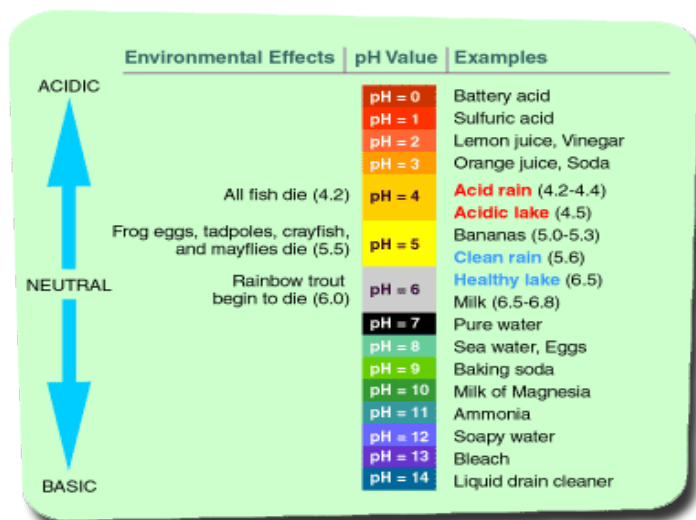 Environmental Effects pH Value Examples
ACIDIC
pH = 0 Battery acid
pH = 1 Sulfuric acid
pH = 2 Lemon juice, Vinegar
pH = 3 Orange juice, Soda
All fish die (4.2) pH = 4 Acid rain (4.2-4.4)
Acidic lake (4.5)
Frog eggs, tadpoles, crayfish,
and mayflies die (5.5)
pH = 5 Bananas (5.0-5.3)
Clean rain (5.6)
NEUTRAL
Rainbow trout
begin to die (6.0)
pH = 6 Healthy lake (6.5)
Milk (6.5-6.8)
pH = 7 Pure water
pH = 8 Sea water, Eggs
pH = 9 Baking soda
pH = 10 Milk of Magnesia
pH = 11 Ammonia
pH = 12 Soapy water
pH = 13 Bleach
pH = 14 Liquid drain cleaner
BASIC